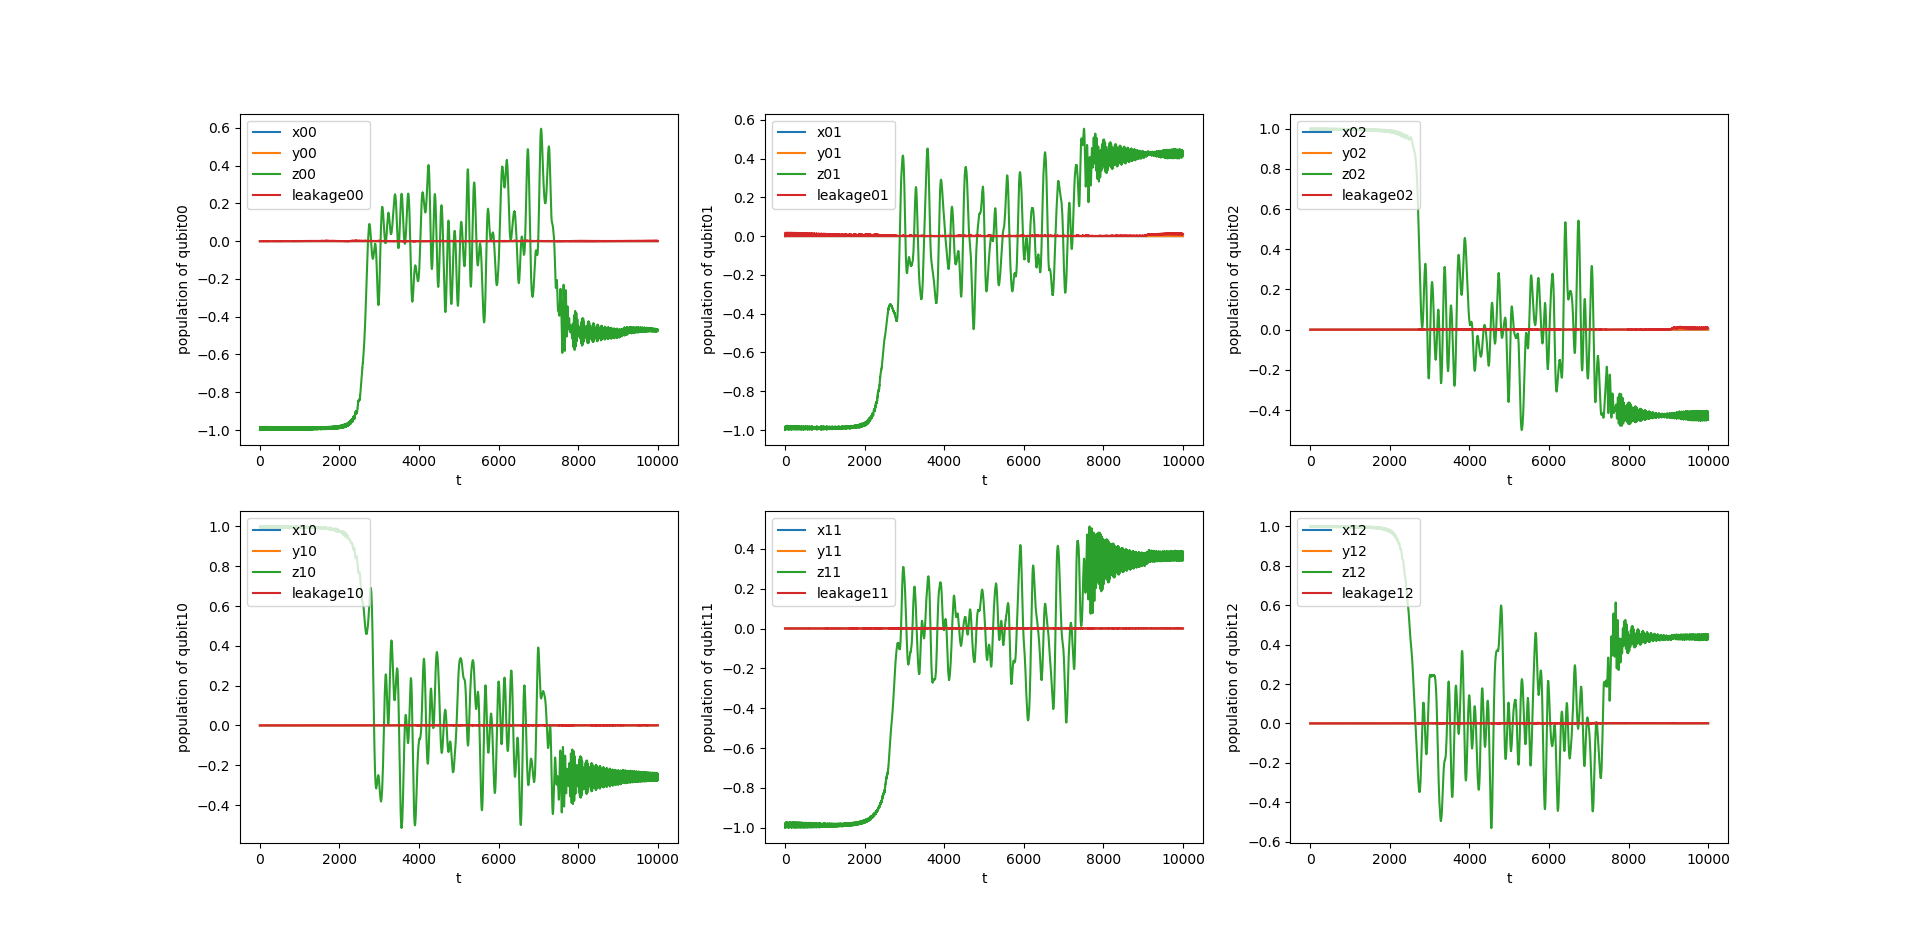 x00
y00
z00
leakage00
population of qubit00
0.6
0.4
0.2
0.0
−0.2
−0.4
−0.6
−0.8
−1.0
0 2000 4000 6000 8000 10000
t
x01
y01
z01
leakage01
population of qubit01
0.6
0.4
0.2
0.0
−0.2
−0.4
−0.6
−0.8
−1.0
0 2000 4000 6000 8000 10000
t
x02
y02
z02
leakage02
population of qubit02
1.0
0.8
0.6
0.4
0.2
0.0
−0.2
−0.4
0 2000 4000 6000 8000 10000
t
x10
y10
z10
leakage10
population of qubit10
1.0
0.8
0.6
0.4
0.2
0.0
−0.2
−0.4
0 2000 4000 6000 8000 10000
t
x11
y11
z11
leakage11
population of qubit11
0.4
0.2
0.0
−0.2
−0.4
−0.6
−0.8
−1.0
0 2000 4000 6000 8000 10000
t
x12
y12
z12
leakage12
population of qubit12
1.0
0.8
0.6
0.4
0.2
0.0
−0.2
−0.4
−0.6
0 2000 4000 6000 8000 10000
t